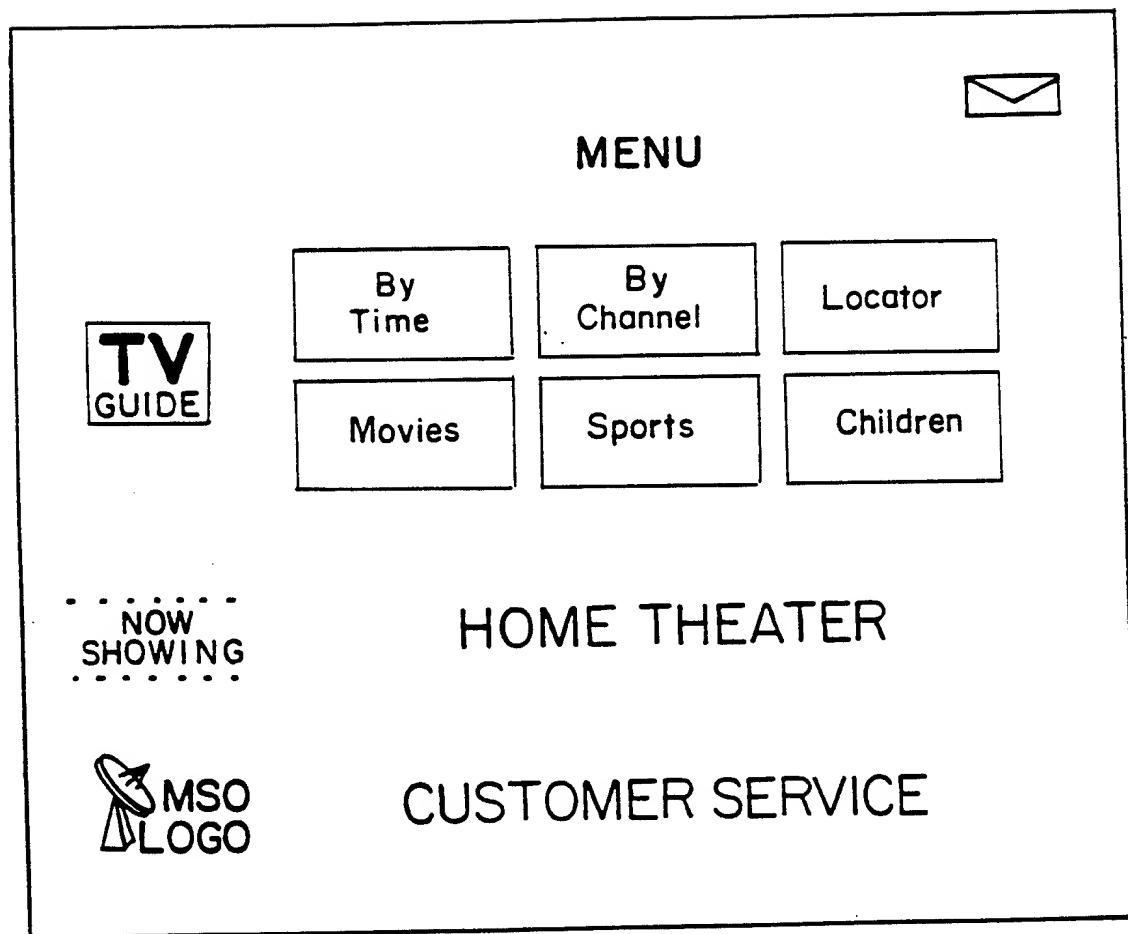 MENU
By
Time
By
Channel
Locator
TV
GUIDE
Movies
Sports
Children
NOW
SHOWING
HOME THEATER
MSO
LOGO
CUSTOMER SERVICE